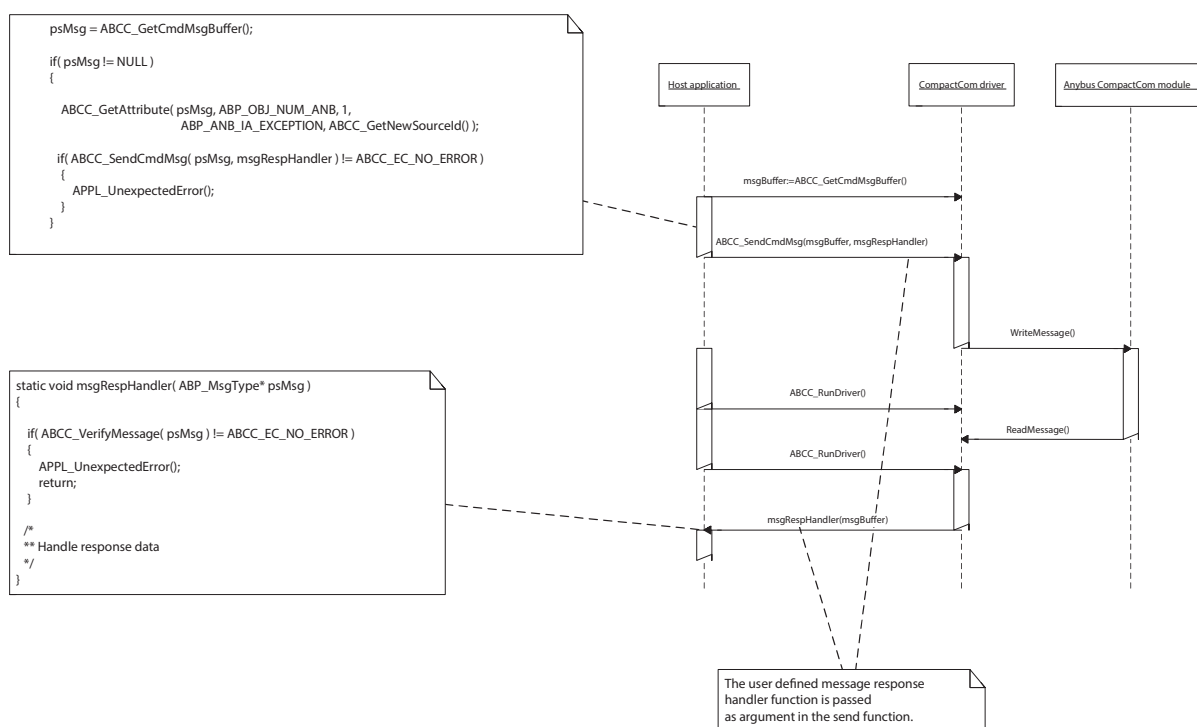 psMsg = ABCC_GetCmdMsgBuffer();
if( psMsg != NULL )
{
ABCC_GetAttribute( psMsg, ABP_OBJ_NUM_ANB, 1,
ABP_ANB_IA_EXCEPTION, ABCC_GetNewSourceId() );
if( ABCC_SendCmdMsg( psMsg, msgRespHandler ) != ABCC_EC_NO_ERROR )
{
APPL_UnexpectedError();
}
}
Host application
CompactCom driver
Anybus CompactCom module
msgBuffer:=ABCC_GetCmdMsgBuffer()
ABCC_SendCmdMsg(msgBuffer, msgRespHandler)
WriteMessage()
ABCC_RunDriver()
ReadMessage()
ABCC_RunDriver()
msgRespHandler(msgBuffer)
static void msgRespHandler( ABP_MsgType* psMsg )
{
if( ABCC_VerifyMessage( psMsg ) != ABCC_EC_NO_ERROR )
{
APPL_UnexpectedError();
return;
}
/*
** Handle response data
*/
}
The user defined message response
handler function is passed
as argument in the send function.